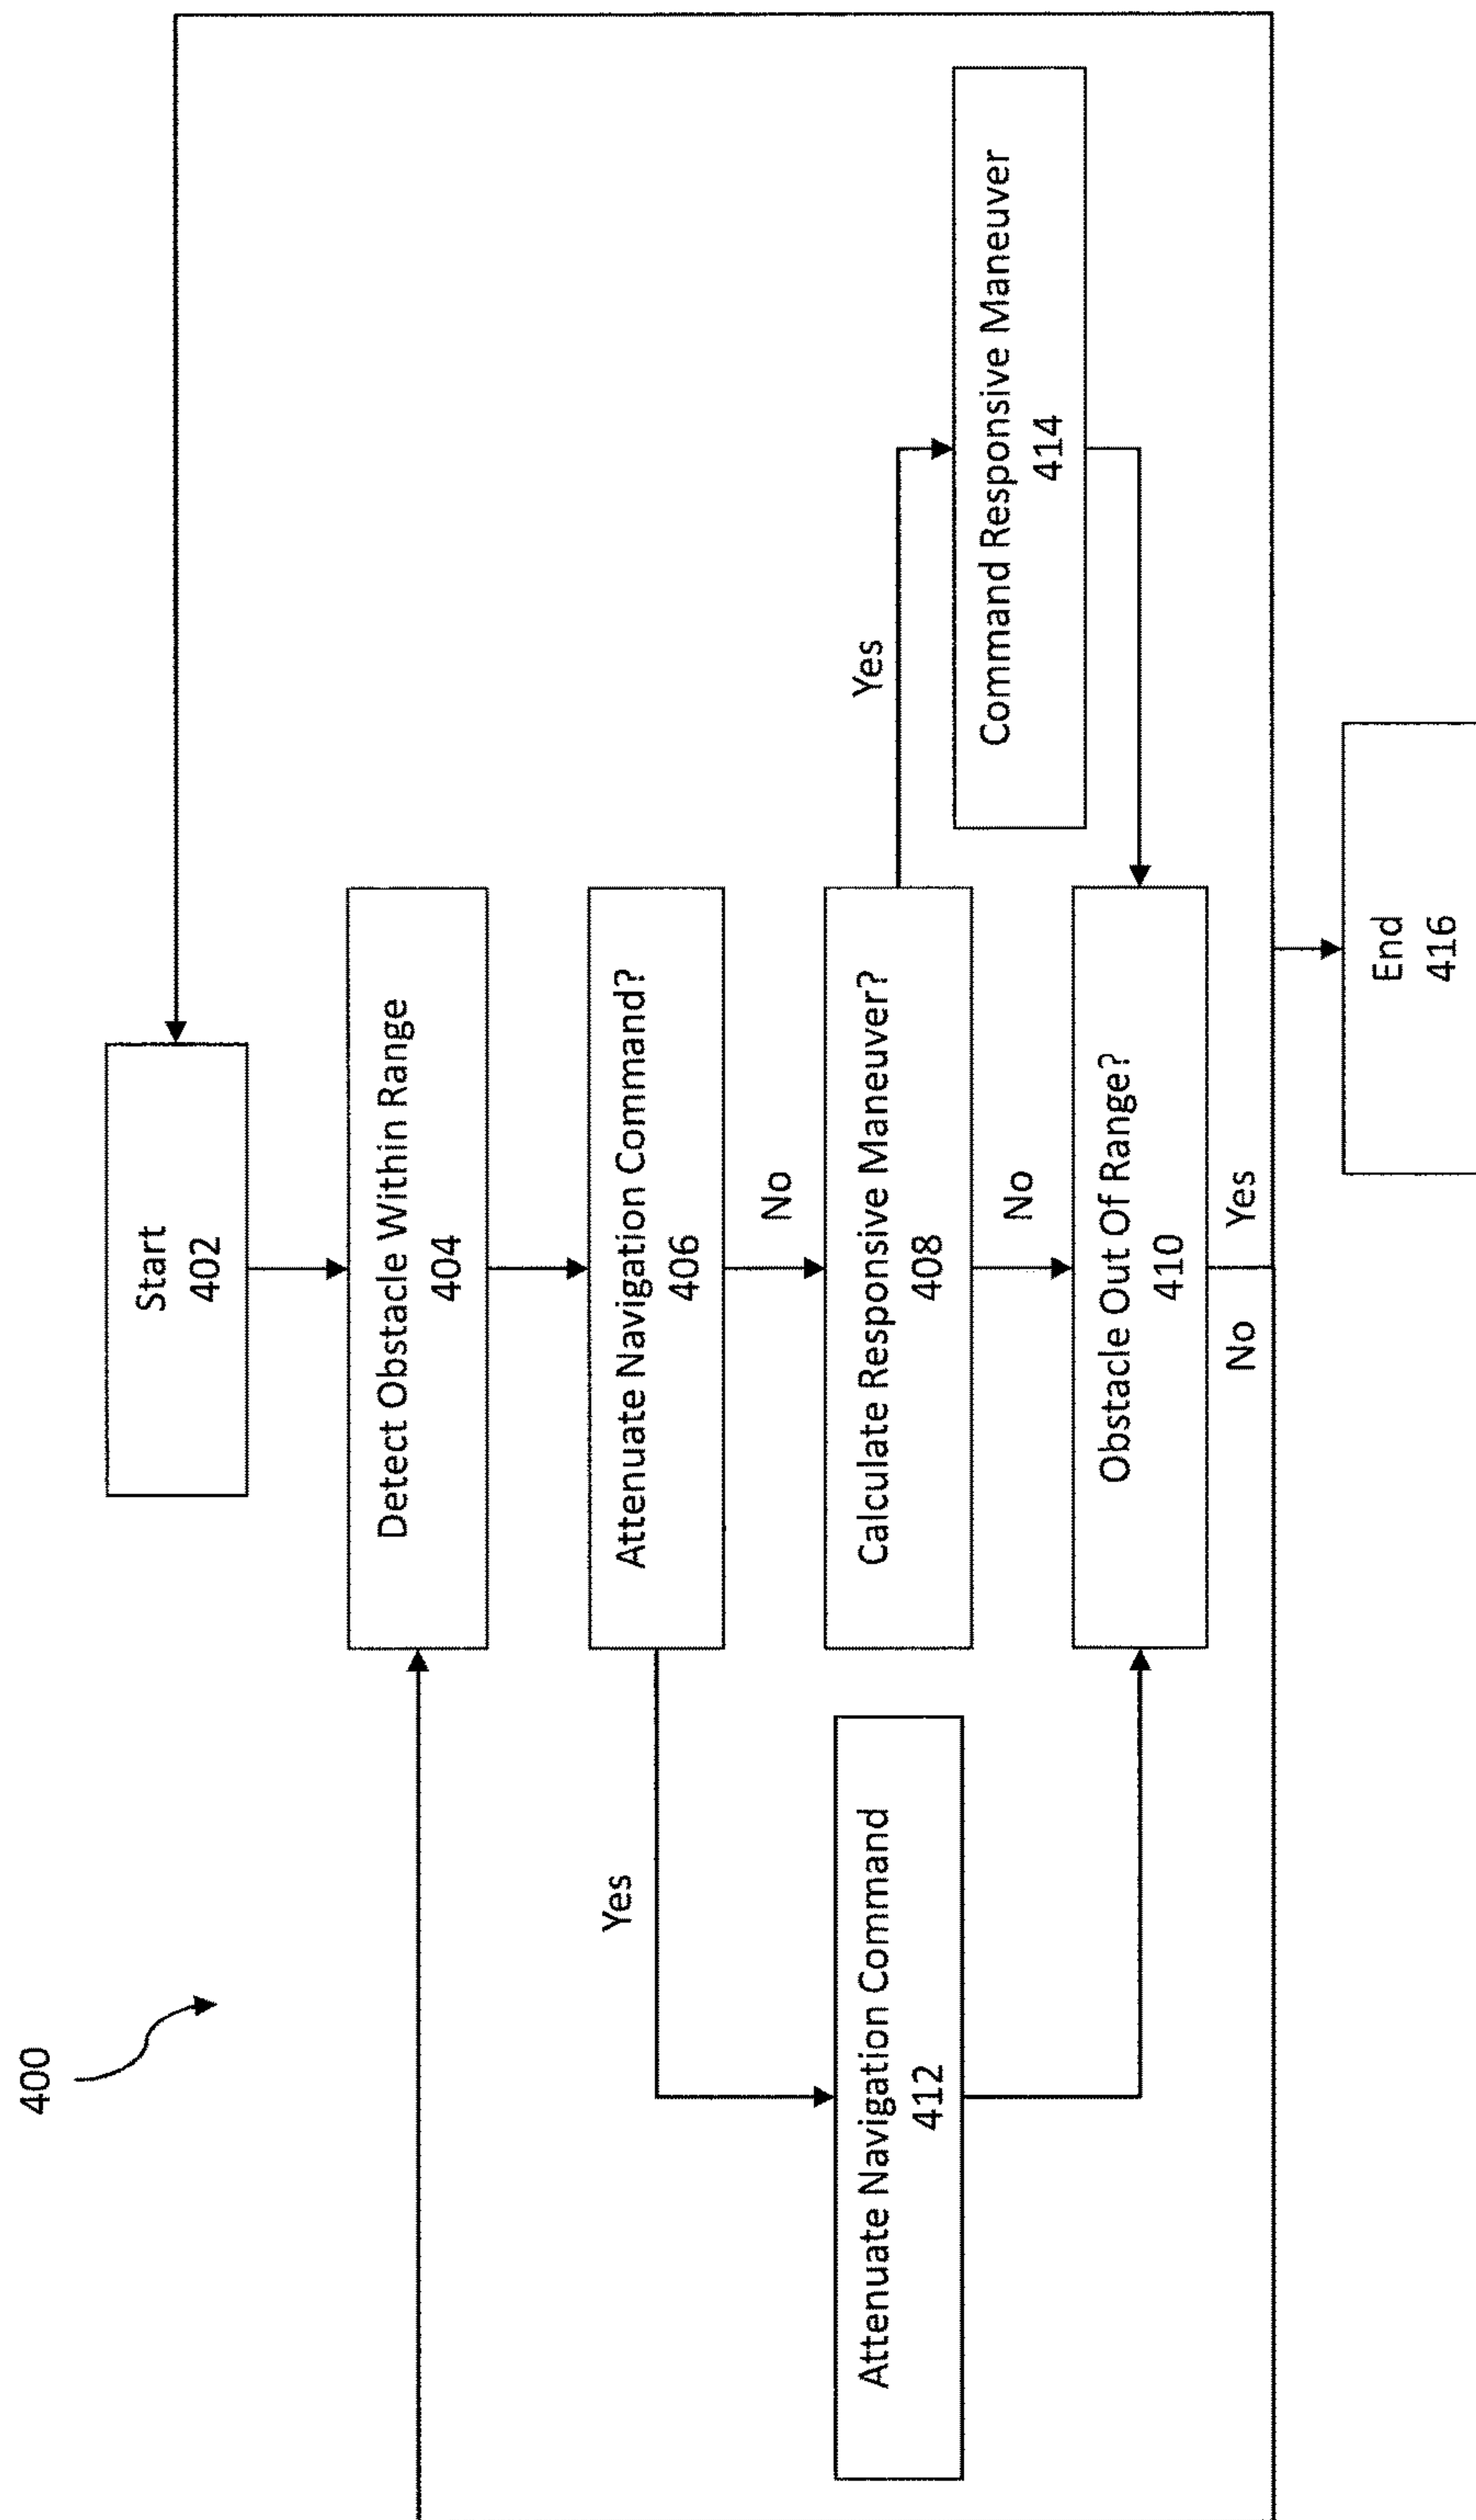 400
Start
402
Detect Obstacle Within Range
404
Attenuate Navigation Command?
406
Yes
No
Calculate Responsive Maneuver?
408
Yes
Attenuate Navigation Command
412
No
Command Responsive Maneuver
414
Obstacle Out Of Range?
410
No
Yes
End
416